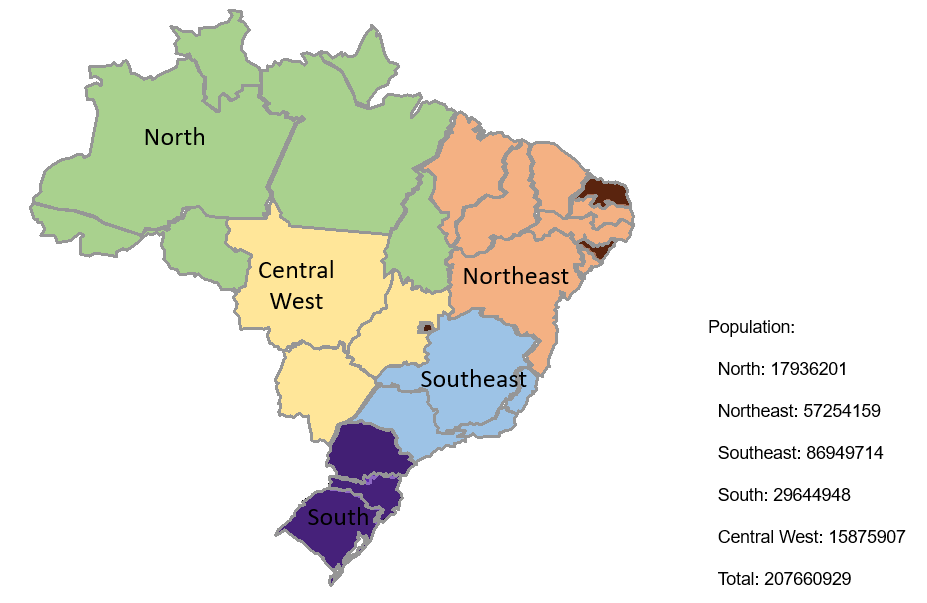 North
Central
West
Northeast
Southeast
South
Population:
North: 17936201
Northeast: 57254159
Southeast: 86949714
South: 29644948
Central West: 15875907
Total: 207660929